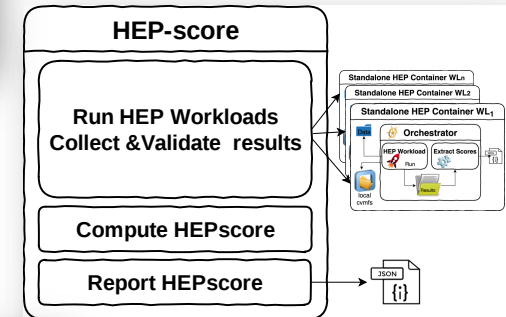 HEP-score
Run HEP Workloads
Collect &Validate results
Compute HEPscore
Report HEPscore
JSON
{i}
Standalone HEP Container WLn
Standalone HEP Container WL2
Standalone HEP Container WL1
Data
Orchestrator
HEP Workload
Run
Extract Scores
{i}
local
cvmfs
Results